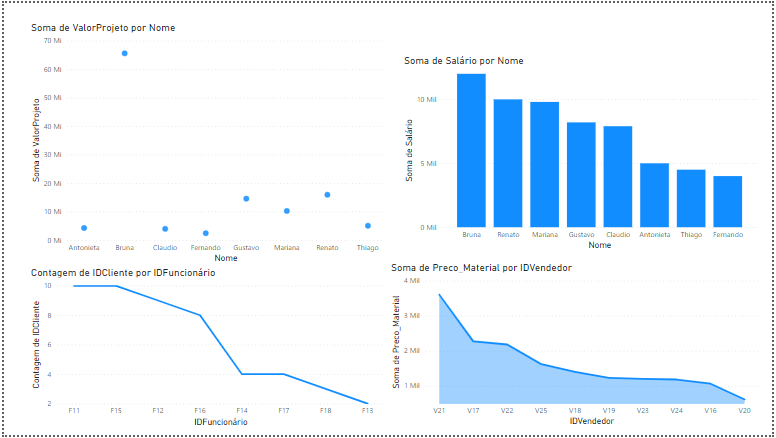 Soma de ValorProjeto por Nome
Soma de ValorProjeto
70 Mi
60 Mi
50 Mi
40 Mi
30 Mi
20 Mi
10 Mi
0 Mi
Antonieta Bruna Claudio Fernando Gustavo Mariana Renato Thiago
Nome
Soma de Salário por Nome
Soma de Salário
10 Mil
5 Mil
0 Mil
Bruna Renato Mariana Gustavo Claudio Antonieta Thiago Fernando
Nome
Contagem de IDCliente por IDFuncionário
Contagem de IDCliente
10
8
6
4
2
F11 F15 F12 F16 F14 F17 F18 F13
IDFuncionário
Soma de Preco_Material por IDVendedor
Soma de Preco_Material
4 Mil
3 Mil
2 Mil
1 Mil
V21 V17 V22 V25 V18 V19 V23 V24 V16 V20
IDVendedor